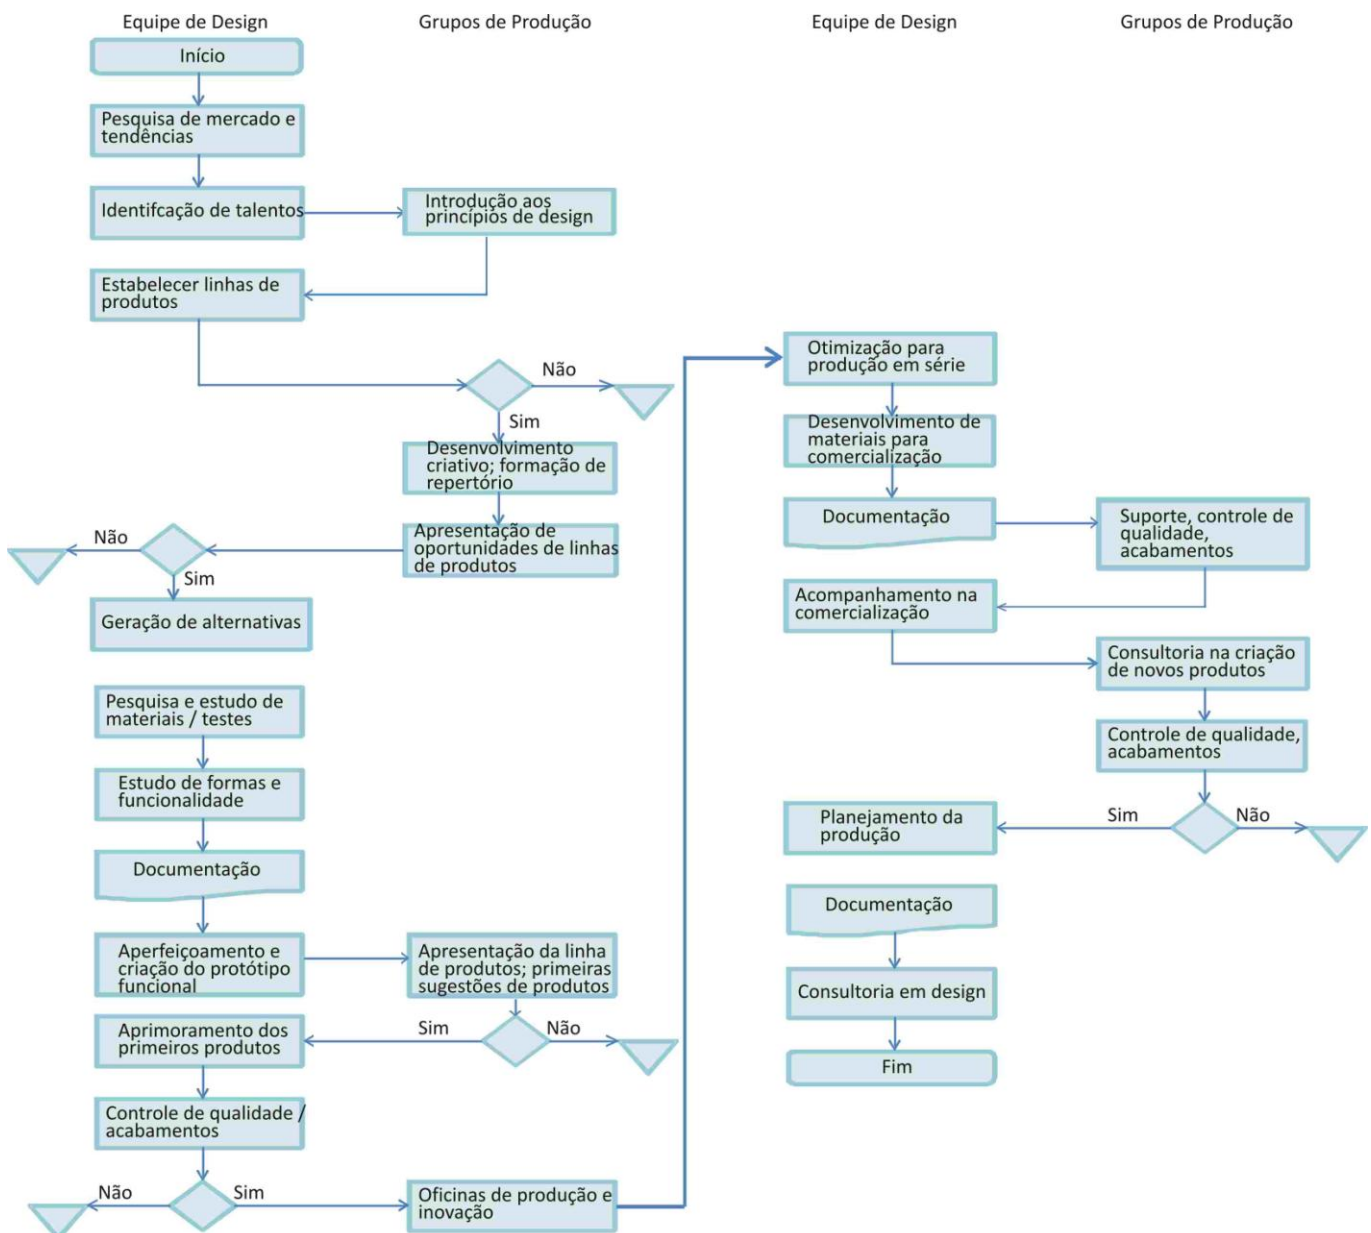 Equipe de Design
Grupos de Produção
Início
Pesquisa de mercado e
tendências
Identifcação de talentos
Introdução aos
princípios de design
Estabelecer linhas de
produtos
Não
Sim
Desenvolvimento
criativo; formação de
repertório
Apresentação de
oportunidades de linhas
de produtos
Não
Sim
Geração de alternativas
Pesquisa e estudo de
materiais / testes
Estudo de formas e
funcionalidade
Documentação
Aperfeiçoamento e
criação do protótipo
funcional
Apresentação da linha
de produtos; primeiras
sugestões de produtos
Sim
Não
Aprimoramento dos
primeiros produtos
Controle de qualidade /
acabamentos
Não
Sim
Oficinas de produção e
inovação
Equipe de Design
Grupos de Produção
Otimização para
produção em série
Desenvolvimento de
materiais para
comercialização
Documentação
Suporte, controle de
qualidade,
acabamentos
Acompanhamento na
comercialização
Consultoria na criação
de novos produtos
Controle de qualidade,
acabamentos
Sim
Não
Planejamento da
produção
Documentação
Consultoria em design
Fim